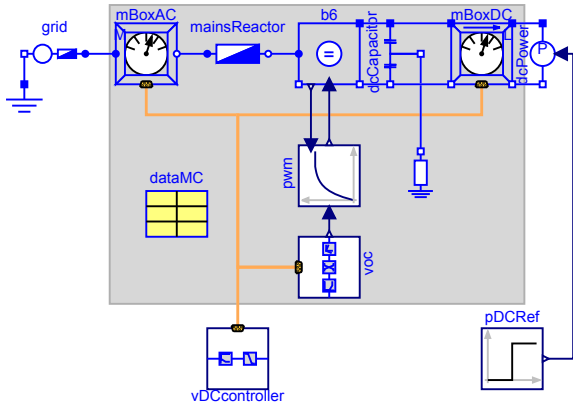 mBoxAC
b6
mBoxDC
grid
mainsReactor
V
=
dcCapacitor
dcPower
P
pwm
dataMC
voc
pDCRef
vDCcontroller